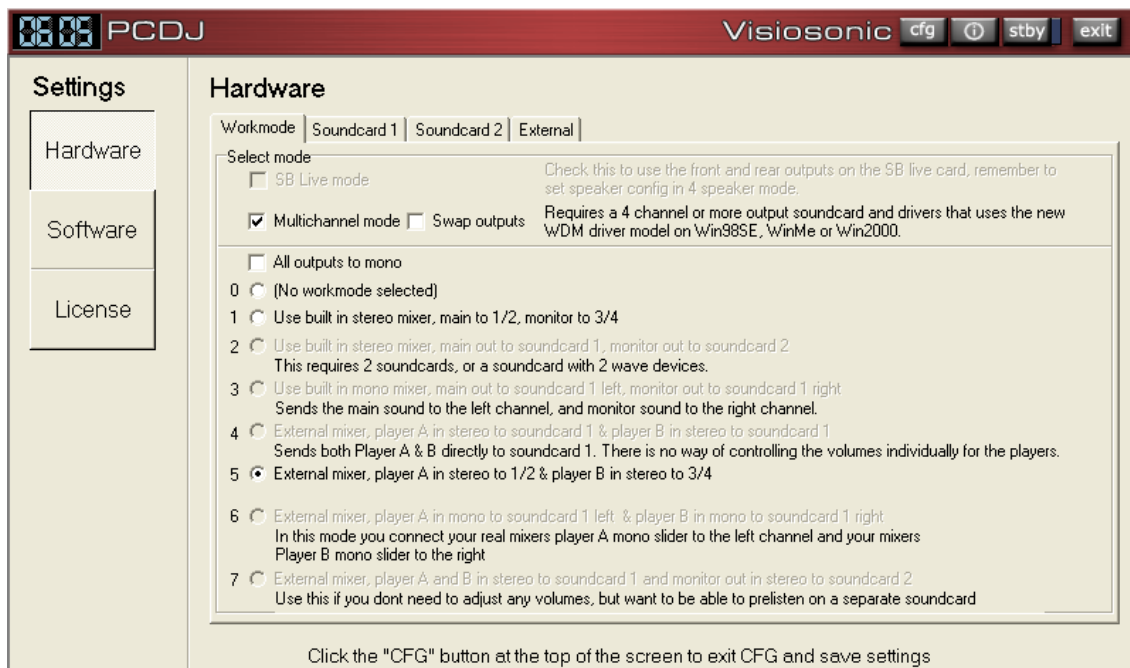 06 05 PCDJ Visiosonic cfg i stby exit
Settings
Hardware
Software
License
Hardware
Workmode Soundcard 1 Soundcard 2 External
Select mode
SB Live mode
Check this to use the front and rear outputs on the SB live card, remember to
set speaker config in 4 speaker mode.
Multichannel mode Swap outputs
Requires a 4 channel or more output soundcard and drivers that uses the new
WDM driver model on Win98SE, WinMe or Win2000.
All outputs to mono
0 (No workmode selected)
1 Use built in stereo mixer, main to 1/2, monitor to 3/4
2 Use built in stereo mixer, main out to soundcard 1, monitor out to soundcard 2
This requires 2 soundcards, or a soundcard with 2 wave devices.
3 Use built in mono mixer, main out to soundcard 1 left, monitor out to soundcard 1 right
Sends the main sound to the left channel, and monitor sound to the right channel.
4 External mixer, player A in stereo to soundcard 1 & player B in stereo to soundcard 1
Sends both Player A & B directly to soundcard 1. There is no way of controlling the volumes individually for the players.
5 External mixer, player A in stereo to 1/2 & player B in stereo to 3/4
6 External mixer, player A in mono to soundcard 1 left & player B in mono to soundcard 1 right
In this mode you connect your real mixers player A mono slider to the left channel and your mixers
Player B mono slider to the right
7 External mixer, player A and B in stereo to soundcard 1 and monitor out in stereo to soundcard 2
Use this if you dont need to adjust any volumes, but want to be able to prelisten on a separate soundcard
Click the "CFG" button at the top of the screen to exit CFG and save settings